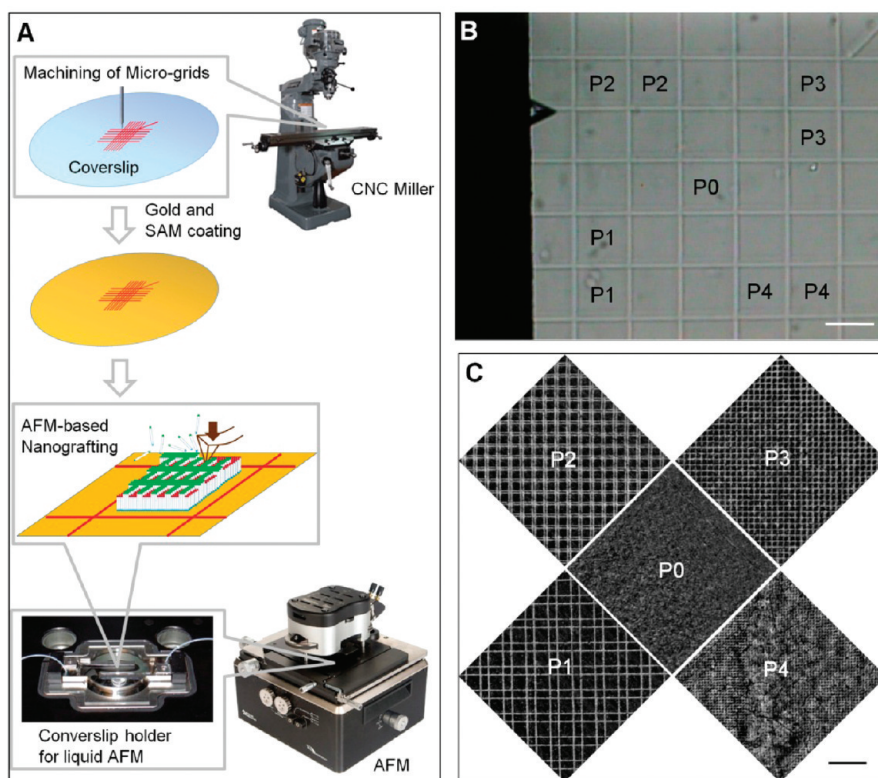 A
Machining of Micro-grids
Coverslip
CNC Miller
Gold and
SAM coating
AFM-based
Nanografting
Converslip holder
for liquid AFM
AFM
B
P2 P2 P3
P3
P0
P1
P1 P4 P4
C
P2 P3
P0
P1 P4